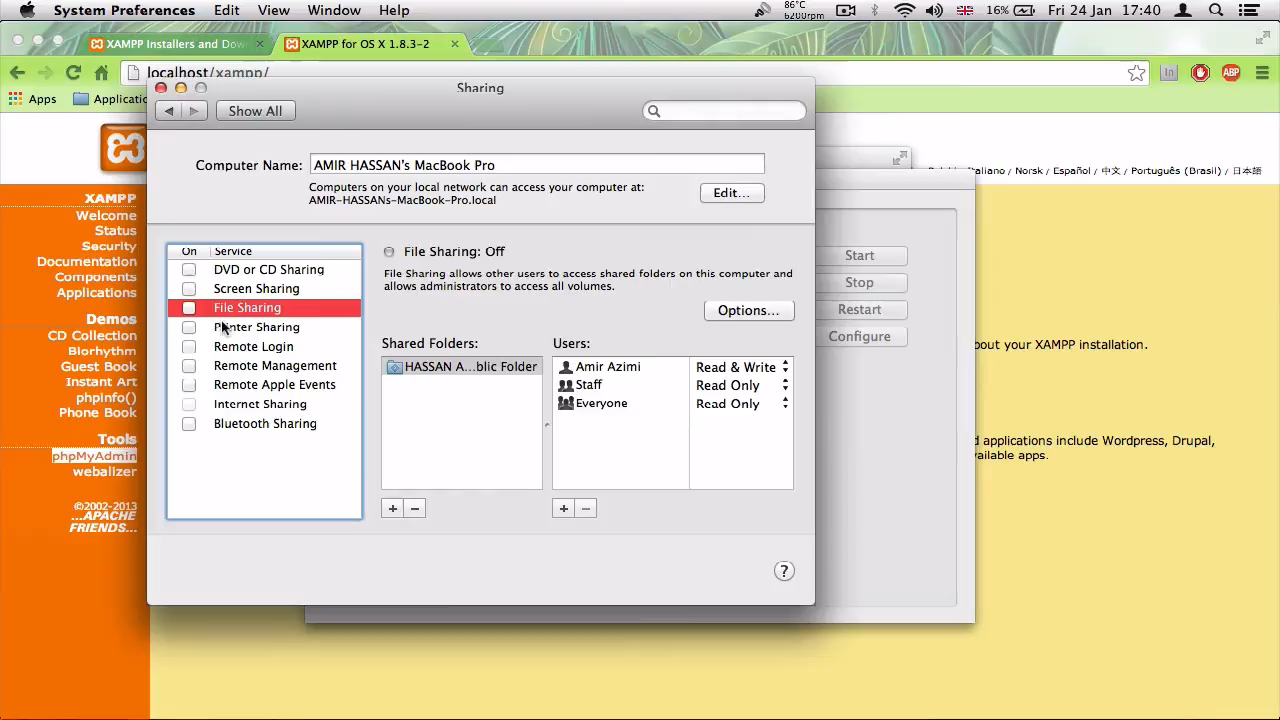 System Preferences Edit View Window Help 86°C 6200rpm 16% Fri 24 Jan 17:40
XAMPP Installers and Dow XAMPP for OS X 1.8.3-2
localhost/xampp/ in ABP
Apps Applicatio
Sharing
Show All
Computer Name: AMIR HASSAN's MacBook Pro
Computers on your local network can access your computer at:
AMIR-HASSANs-MacBook-Pro.local
Edit...
On Service
DVD or CD Sharing
Screen Sharing
File Sharing
Printer Sharing
Remote Login
Remote Management
Remote Apple Events
Internet Sharing
Bluetooth Sharing
File Sharing: Off
File Sharing allows other users to access shared folders on this computer and
allows administrators to access all volumes.
Options...
Shared Folders: Users:
HASSAN A...blic Folder
Amir Azimi Read & Write
Staff Read Only
Everyone Read Only
+ − + −
?
/ Norsk / Español / 中文 / Português (Brasil) / 日本語
Start
Stop
Restart
Configure
XAMPP
Welcome
Status
Security
Documentation
Components
Applications
Demos
CD Collection
Biorhythm
Guest Book
Instant Art
phpinfo()
Phone Book
Tools
phpMyAdmin
webalizer
©2002-2013
...APACHE
FRIENDS...
about your XAMPP installation.
d applications include Wordpress, Drupal,
vailable apps.